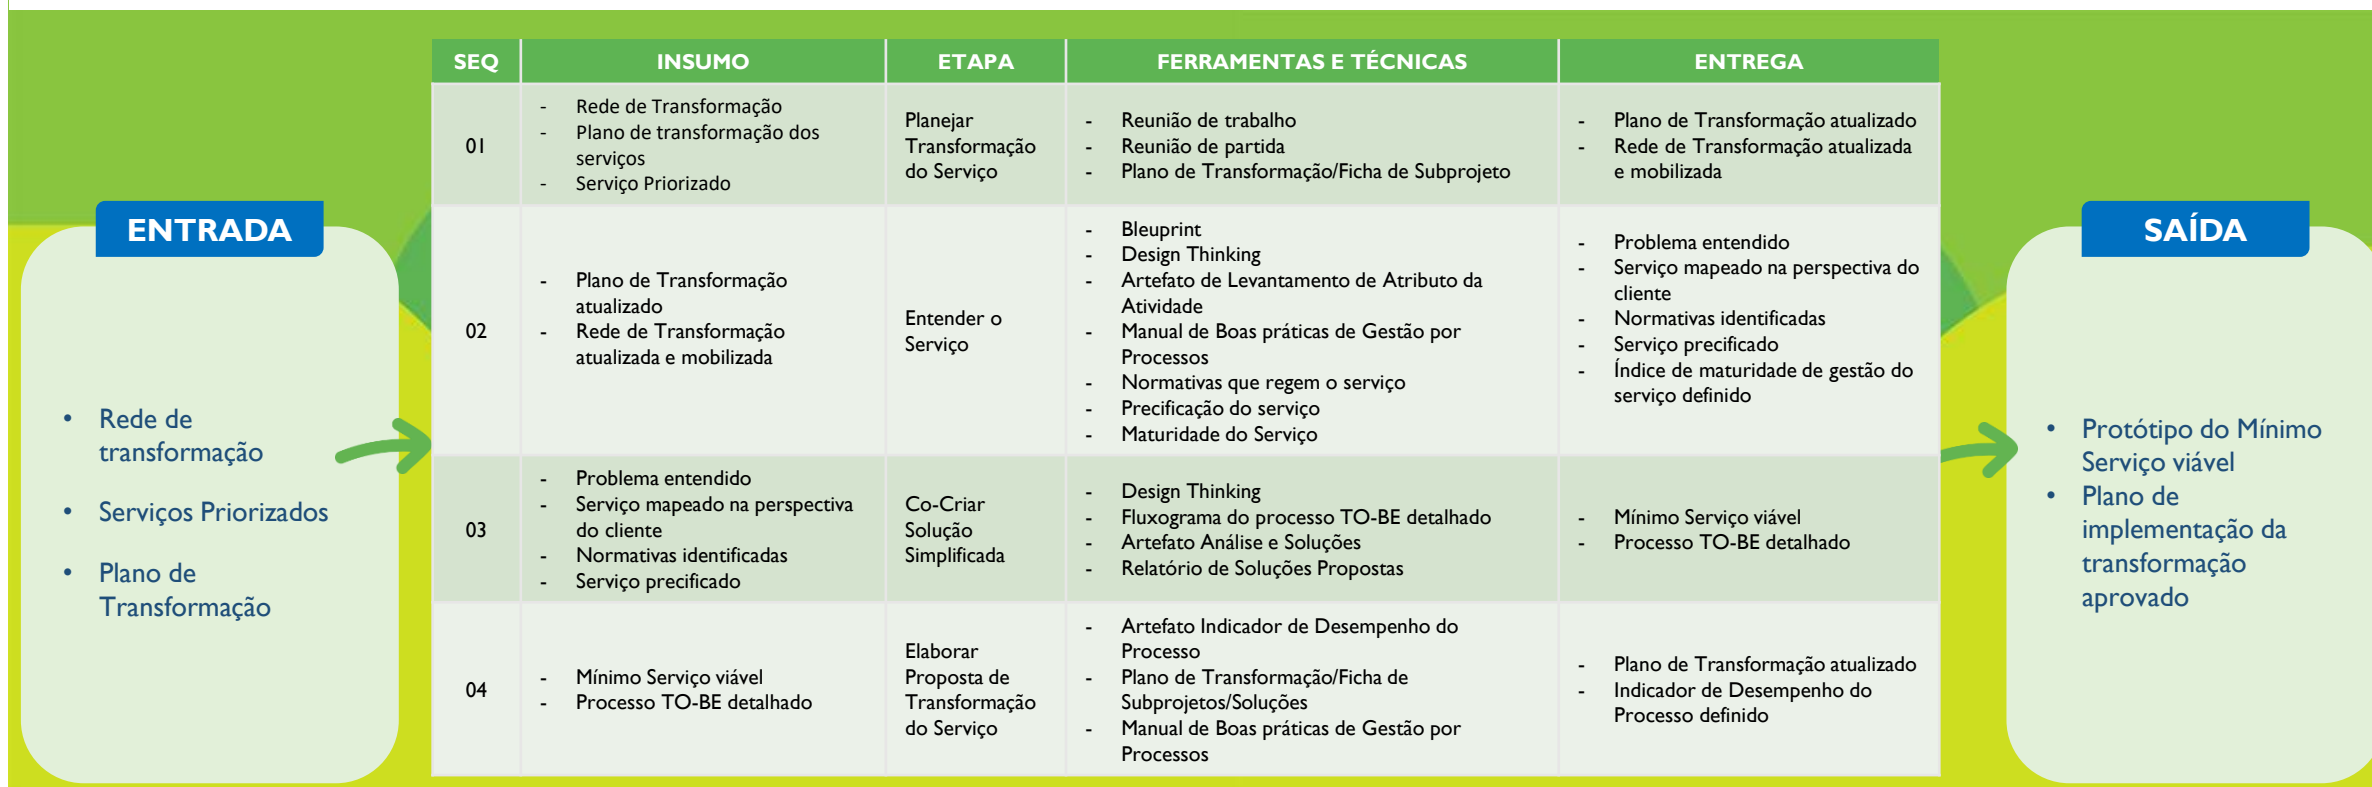 ENTRADA
• Rede de
transformação
• Serviços Priorizados
• Plano de
Transformação
SEQ INSUMO ETAPA FERRAMENTAS E TÉCNICAS ENTREGA
01
- Rede de Transformação
- Plano de transformação dos
serviços
- Serviço Priorizado
Planejar
Transformação
do Serviço
- Reunião de trabalho
- Reunião de partida
- Plano de Transformação/Ficha de Subprojeto
- Plano de Transformação atualizado
- Rede de Transformação atualizada
e mobilizada
02
- Plano de Transformação
atualizado
- Rede de Transformação
atualizada e mobilizada
Entender o
Serviço
- Bleuprint
- Design Thinking
- Artefato de Levantamento de Atributo da
Atividade
- Manual de Boas práticas de Gestão por
Processos
- Normativas que regem o serviço
- Precificação do serviço
- Maturidade do Serviço
- Problema entendido
- Serviço mapeado na perspectiva do
cliente
- Normativas identificadas
- Serviço precificado
- Índice de maturidade de gestão do
serviço definido
03
- Problema entendido
- Serviço mapeado na perspectiva
do cliente
- Normativas identificadas
- Serviço precificado
Co-Criar
Solução
Simplificada
- Design Thinking
- Fluxograma do processo TO-BE detalhado
- Artefato Análise e Soluções
- Relatório de Soluções Propostas
- Mínimo Serviço viável
- Processo TO-BE detalhado
04
- Mínimo Serviço viável
- Processo TO-BE detalhado
Elaborar
Proposta de
Transformação
do Serviço
- Artefato Indicador de Desempenho do
Processo
- Plano de Transformação/Ficha de
Subprojetos/Soluções
- Manual de Boas práticas de Gestão por
Processos
- Plano de Transformação atualizado
- Indicador de Desempenho do
Processo definido
SAÍDA
• Protótipo do Mínimo
Serviço viável
• Plano de
implementação da
transformação
aprovado